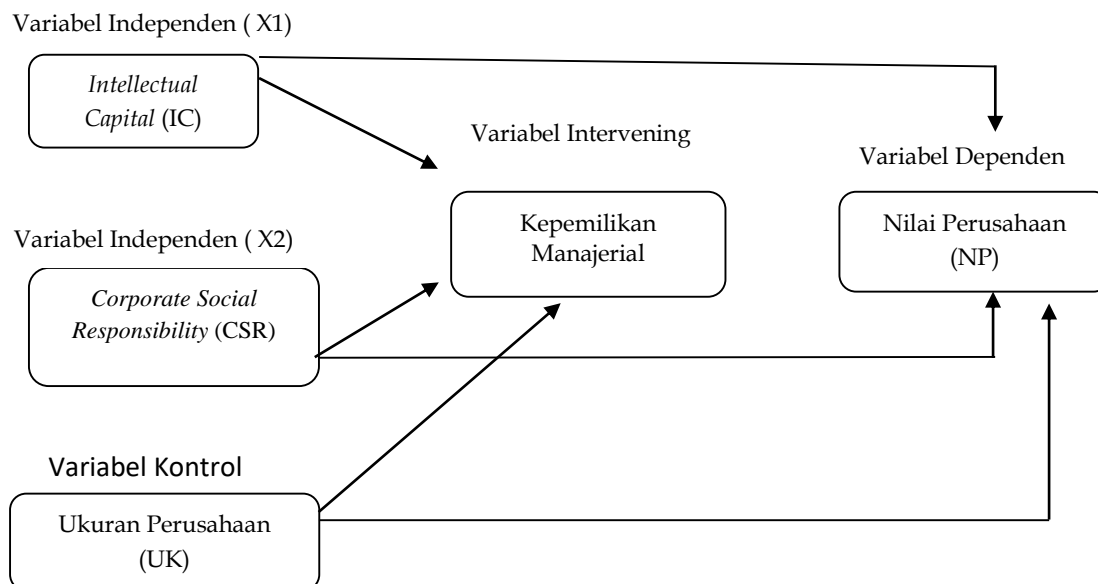 Variabel Independen ( X1)
Intellectual
Capital (IC)
Variabel Intervening
Variabel Dependen
Kepemilikan
Manajerial
Nilai Perusahaan
(NP)
Variabel Independen ( X2)
Corporate Social
Responsibility (CSR)
Variabel Kontrol
Ukuran Perusahaan
(UK)